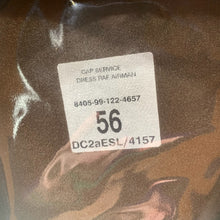 CAP SERVICE
DRESS RAF AIRMAN
8405-99-122-4657
56
DC2aESL/4157